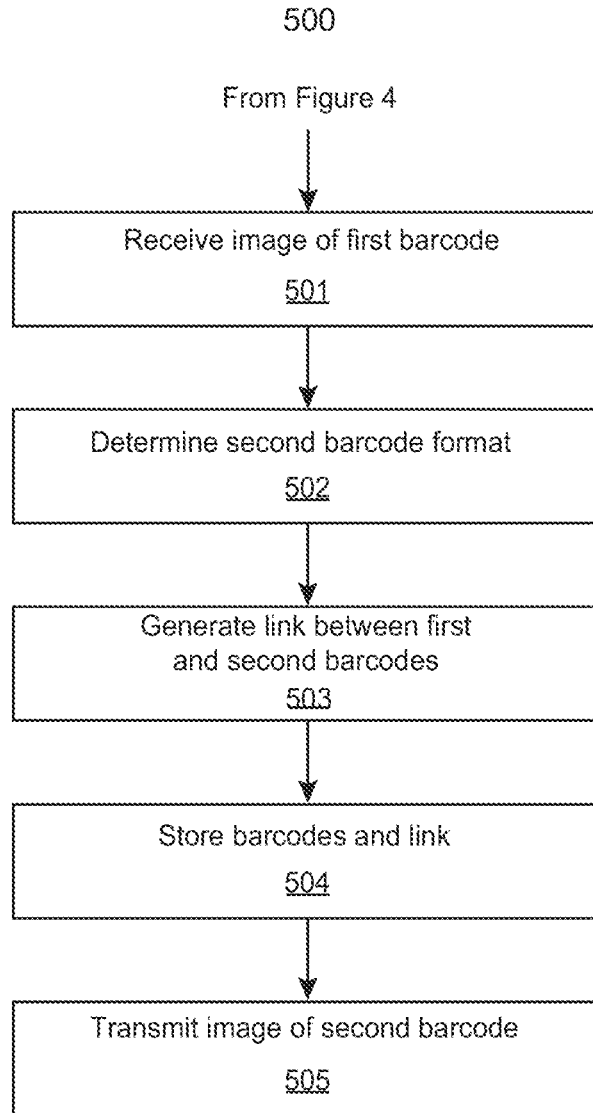 500
From Figure 4
Receive image of first barcode
501
Determine second barcode format
502
Generate link between first
and second barcodes
503
Store barcodes and link
504
Transmit image of second barcode
505